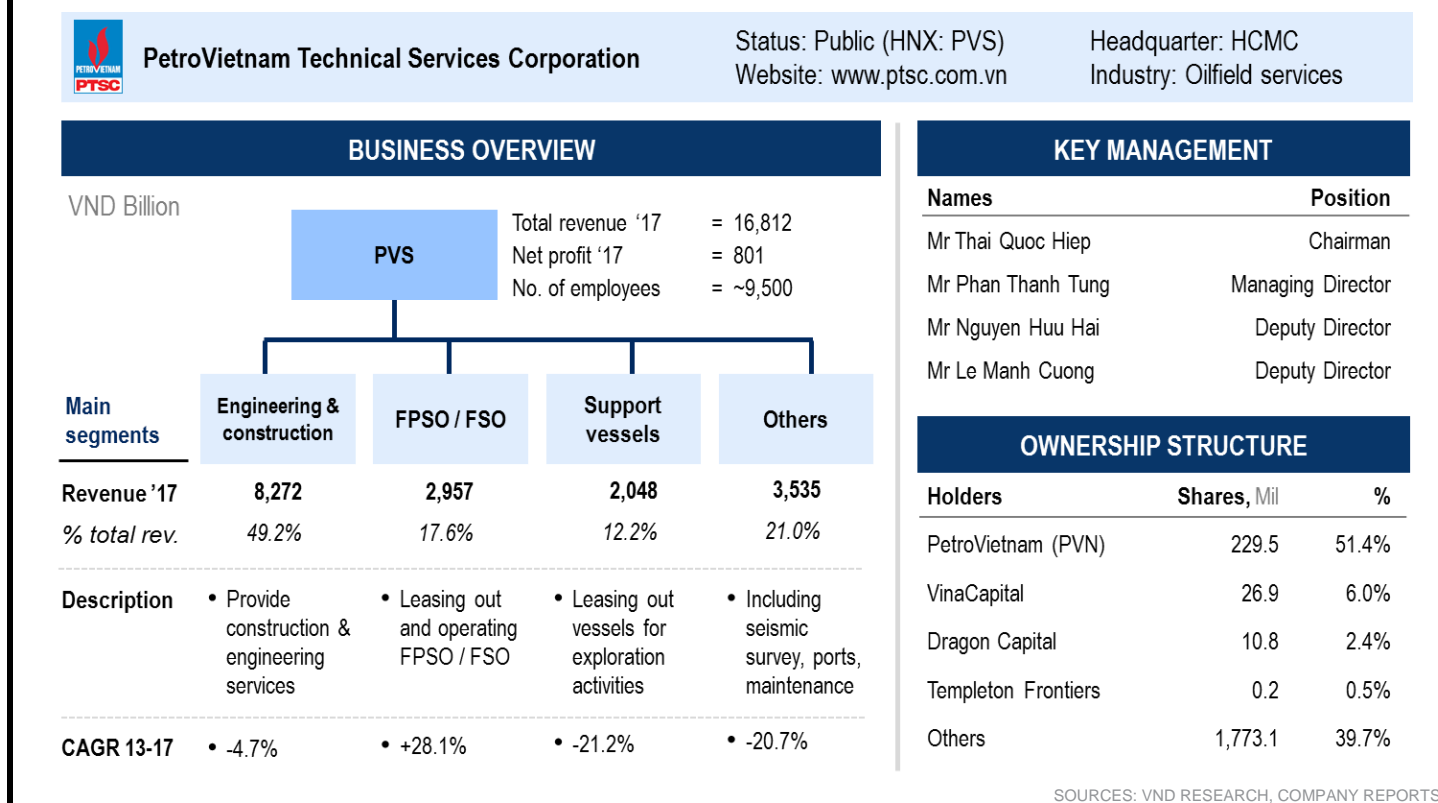 PETROVIETNAM
PTSC
PetroVietnam Technical Services Corporation
Status: Public (HNX: PVS)
Website: www.ptsc.com.vn
Headquarter: HCMC
Industry: Oilfield services
BUSINESS OVERVIEW
VND Billion
PVS
Total revenue ‘17 = 16,812
Net profit ‘17 = 801
No. of employees = ~9,500
Main
segments
Engineering &
construction
FPSO / FSO
Support
vessels
Others
Revenue ’17 8,272 2,957 2,048 3,535
% total rev. 49.2% 17.6% 12.2% 21.0%
Description
• Provide
construction &
engineering
services
• Leasing out
and operating
FPSO / FSO
• Leasing out
vessels for
exploration
activities
• Including
seismic
survey, ports,
maintenance
CAGR 13-17 • -4.7% • +28.1% • -21.2% • -20.7%
KEY MANAGEMENT
Names Position
Mr Thai Quoc Hiep Chairman
Mr Phan Thanh Tung Managing Director
Mr Nguyen Huu Hai Deputy Director
Mr Le Manh Cuong Deputy Director
OWNERSHIP STRUCTURE
Holders Shares, Mil %
PetroVietnam (PVN) 229.5 51.4%
VinaCapital 26.9 6.0%
Dragon Capital 10.8 2.4%
Templeton Frontiers 0.2 0.5%
Others 1,773.1 39.7%
SOURCES: VND RESEARCH, COMPANY REPORTS